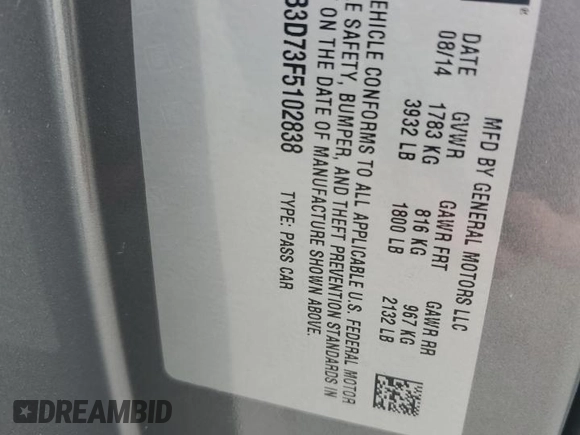 MFD BY GENERAL MOTORS LLC
DATE GVWR GAWR FRT GAWR RR
08/14 1783 KG 816 KG 967 KG
3932 LB 1800 LB 2132 LB
VEHICLE CONFORMS TO ALL APPLICABLE U.S. FEDERAL MOTOR
SAFETY, BUMPER, AND THEFT PREVENTION STANDARDS IN
ON THE DATE OF MANUFACTURE SHOWN ABOVE.
B3D73F5102838 TYPE: PASS CAR
DREAMBID